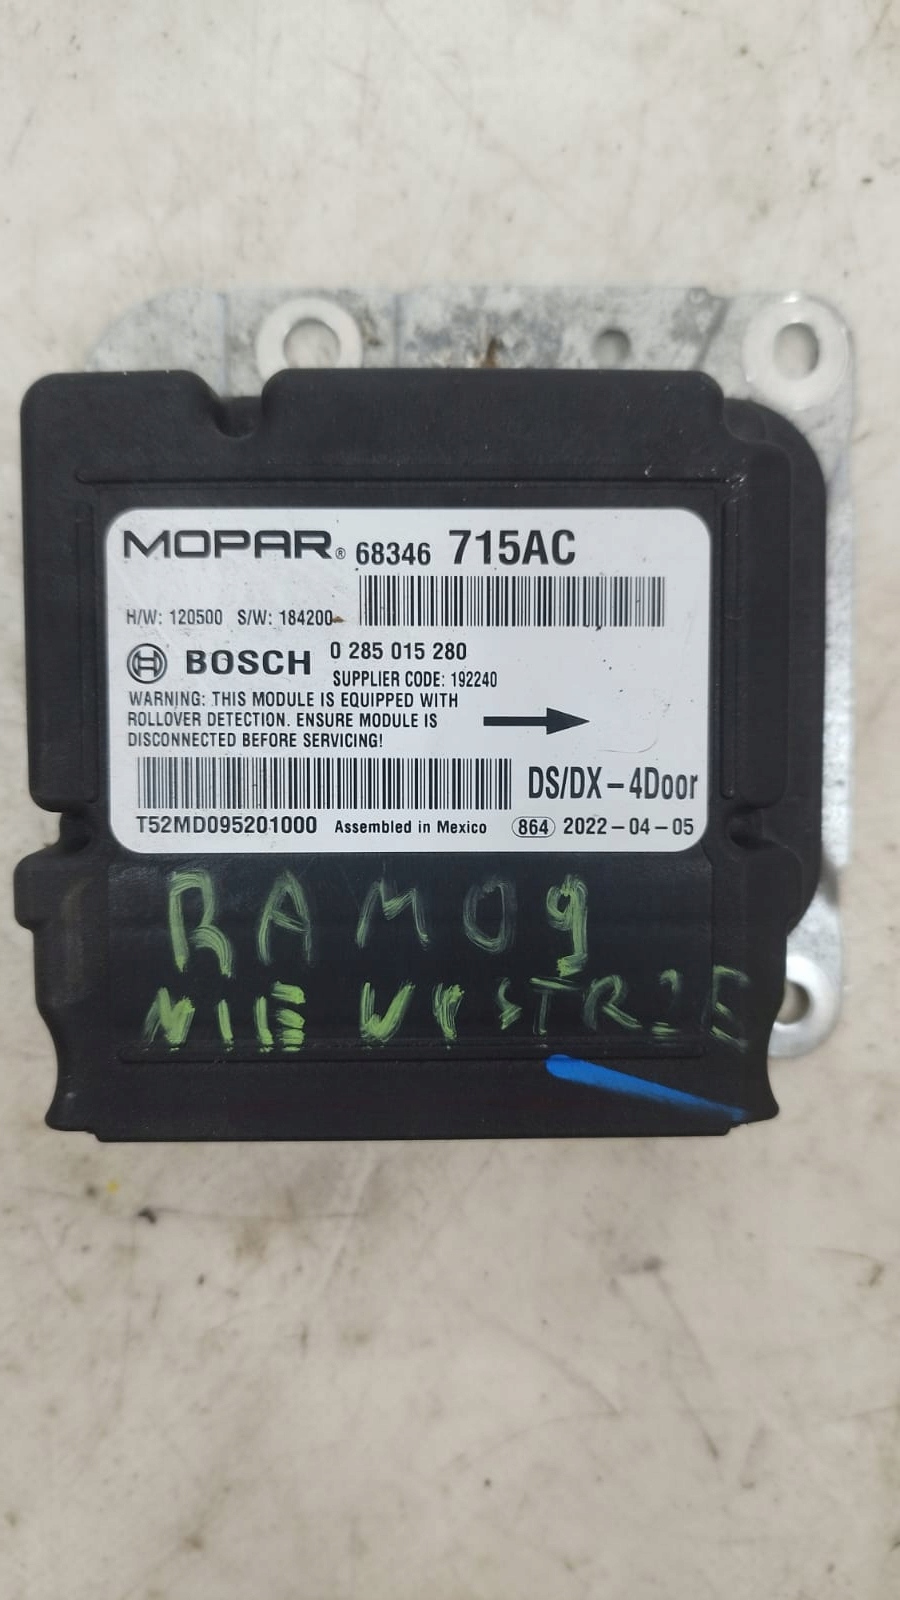 MOPAR® 68346 715AC
H/W: 120500 S/W: 184200
BOSCH 0 285 015 280
SUPPLIER CODE: 192240
WARNING: THIS MODULE IS EQUIPPED WITH
ROLLOVER DETECTION. ENSURE MODULE IS
DISCONNECTED BEFORE SERVICING!
DS/DX-4Door
T52MD095201000 Assembled in Mexico 864 2022-04-05
RAM09
NIE WYSTRZE